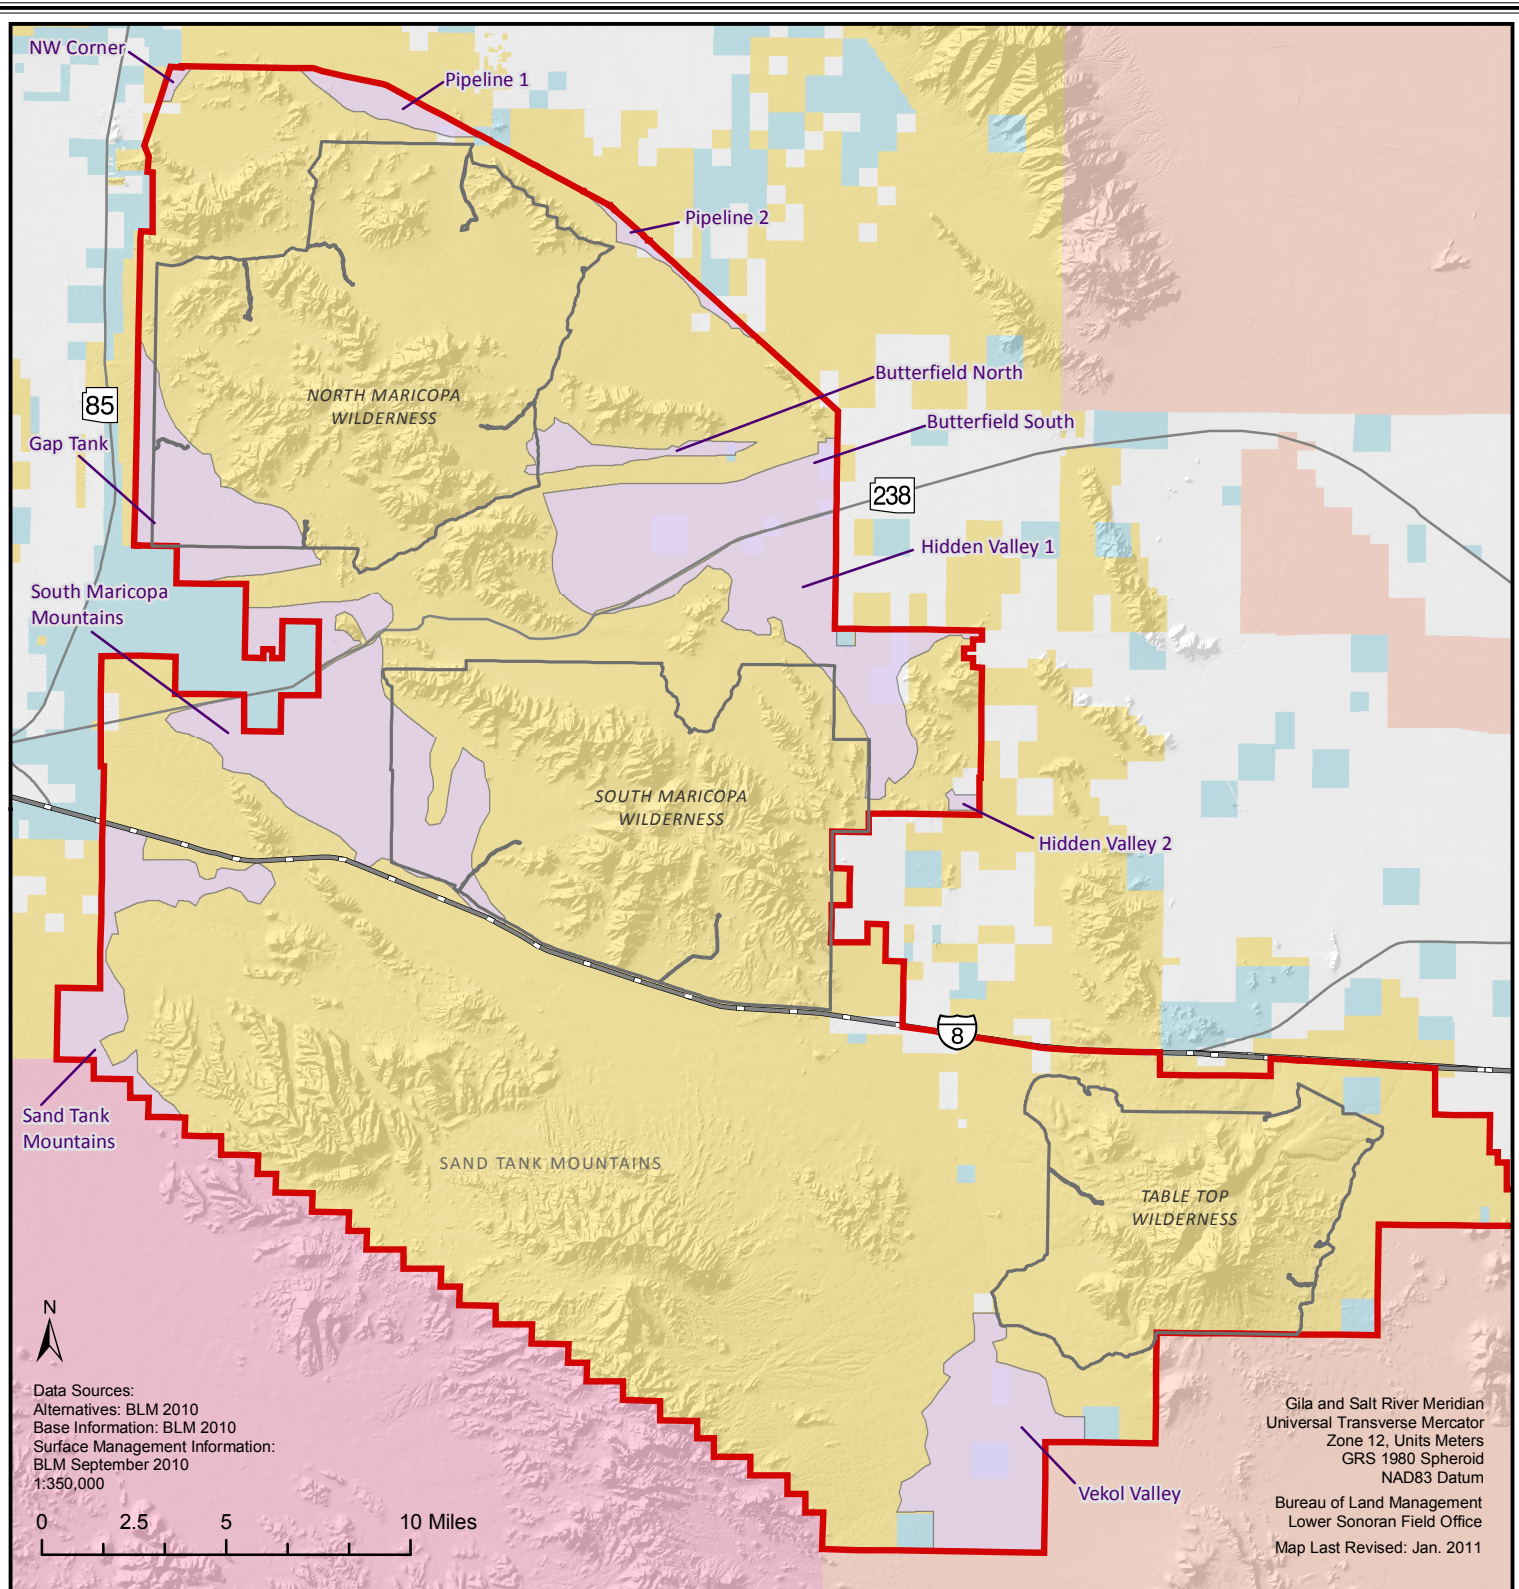 NW Corner
Pipeline 1
Pipeline 2
Butterfield North
NORTH MARICOPA
WILDERNESS
85
Butterfield South
Gap Tank
238
Hidden Valley 1
South Maricopa
Mountains
SOUTH MARICOPA
WILDERNESS
Hidden Valley 2
8
Sand Tank
Mountains
SAND TANK MOUNTAINS
TABLE TOP
WILDERNESS
N
Data Sources:
Alternatives: BLM 2010
Base Information: BLM 2010
Surface Management Information:
BLM September 2010
1:350,000
0 2.5 5 10 Miles
Vekol Valley
Gila and Salt River Meridian
Universal Transverse Mercator
Zone 12, Units Meters
GRS 1980 Spheroid
NAD83 Datum
Bureau of Land Management
Lower Sonoran Field Office
Map Last Revised: Jan. 2011